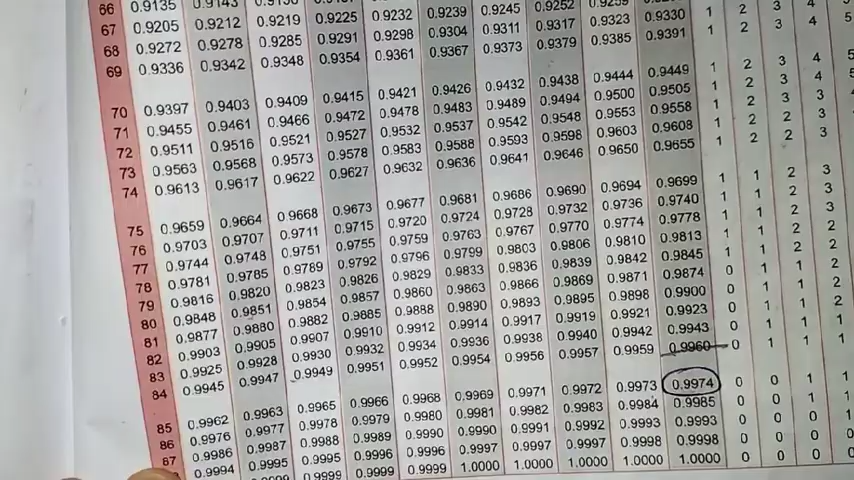 66 0.9135 0.9143
67 0.9205 0.9212 0.9219 0.9225 0.9232 0.9239 0.9245 0.9252 0.9259
68 0.9272 0.9278 0.9285 0.9291 0.9298 0.9304 0.9311 0.9317 0.9323 0.9330 1 2 3 4 5
69 0.9336 0.9342 0.9348 0.9354 0.9361 0.9367 0.9373 0.9379 0.9385 0.9391 1 2 3 4 5
70 0.9397 0.9403 0.9409 0.9415 0.9421 0.9426 0.9432 0.9438 0.9444 0.9449 1 2 3 4 5
71 0.9455 0.9461 0.9466 0.9472 0.9478 0.9483 0.9489 0.9494 0.9500 0.9505 1 2 3 4 5
72 0.9511 0.9516 0.9521 0.9527 0.9532 0.9537 0.9542 0.9548 0.9553 0.9558 1 2 3 3
73 0.9563 0.9568 0.9573 0.9578 0.9583 0.9588 0.9593 0.9598 0.9603 0.9608 1 2 2 3
74 0.9613 0.9617 0.9622 0.9627 0.9632 0.9636 0.9641 0.9646 0.9650 0.9655 1 2 2 3
75 0.9659 0.9664 0.9668 0.9673 0.9677 0.9681 0.9686 0.9690 0.9694 0.9699 1 1 2 3
76 0.9703 0.9707 0.9711 0.9715 0.9720 0.9724 0.9728 0.9732 0.9736 0.9740 1 1 2 3
77 0.9744 0.9748 0.9751 0.9755 0.9759 0.9763 0.9767 0.9770 0.9774 0.9778 1 1 2 3
78 0.9781 0.9785 0.9789 0.9792 0.9796 0.9799 0.9803 0.9806 0.9810 0.9813 1 1 2 2
79 0.9816 0.9820 0.9823 0.9826 0.9829 0.9833 0.9836 0.9839 0.9842 0.9845 1 1 2 2
80 0.9848 0.9851 0.9854 0.9857 0.9860 0.9863 0.9866 0.9869 0.9871 0.9874 0 1 1 2
81 0.9877 0.9880 0.9882 0.9885 0.9888 0.9890 0.9893 0.9895 0.9898 0.9900 0 1 1 2
82 0.9903 0.9905 0.9907 0.9910 0.9912 0.9914 0.9917 0.9919 0.9921 0.9923 0 1 1 2
83 0.9925 0.9928 0.9930 0.9932 0.9934 0.9936 0.9938 0.9940 0.9942 0.9943 0 1 1 1
84 0.9945 0.9947 0.9949 0.9951 0.9952 0.9954 0.9956 0.9957 0.9959 0.9960 0 1 1 1
85 0.9962 0.9963 0.9965 0.9966 0.9968 0.9969 0.9971 0.9972 0.9973 0.9974 0 0 1 1
86 0.9976 0.9977 0.9978 0.9979 0.9980 0.9981 0.9982 0.9983 0.9984 0.9985 0 0 1 1
87 0.9986 0.9987 0.9988 0.9989 0.9990 0.9990 0.9991 0.9992 0.9993 0.9993 0 0 0 1
0.9994 0.9995 0.9995 0.9996 0.9996 0.9997 0.9997 0.9997 0.9998 0.9998 0 0 0 0
0.9999 0.9999 0.9999 1.0000 1.0000 1.0000 1.0000 0 0 0 0